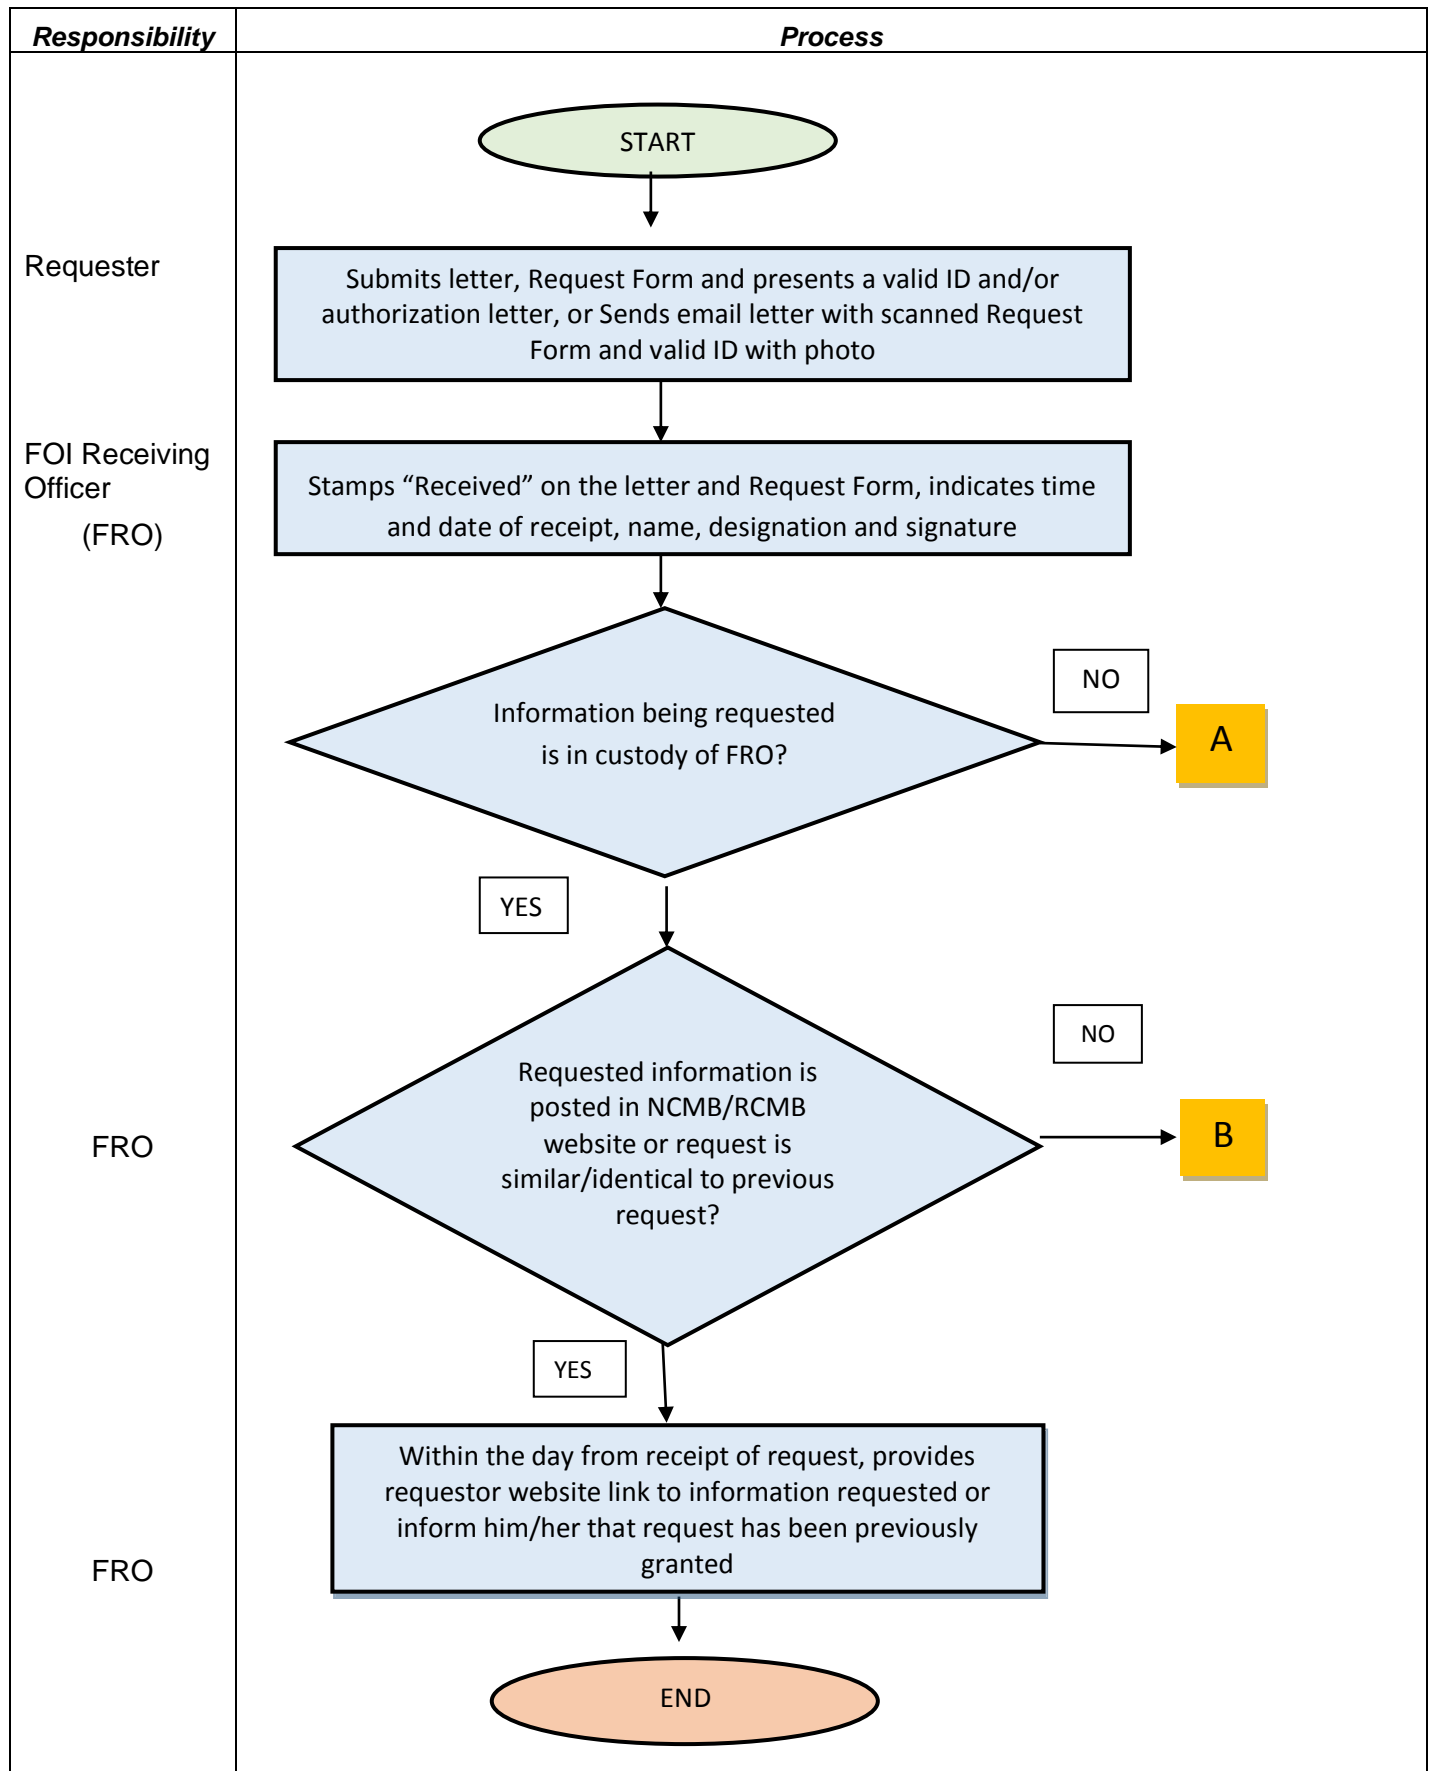 Responsibility
Process
START
Requester
Submits letter, Request Form and presents a valid ID and/or
authorization letter, or Sends email letter with scanned Request
Form and valid ID with photo
FOI Receiving
Officer
(FRO)
Stamps “Received” on the letter and Request Form, indicates time
and date of receipt, name, designation and signature
Information being requested
is in custody of FRO?
NO
A
YES
FRO
Requested information is
posted in NCMB/RCMB
website or request is
similar/identical to previous
request?
NO
B
YES
FRO
Within the day from receipt of request, provides
requestor website link to information requested or
inform him/her that request has been previously
granted
END